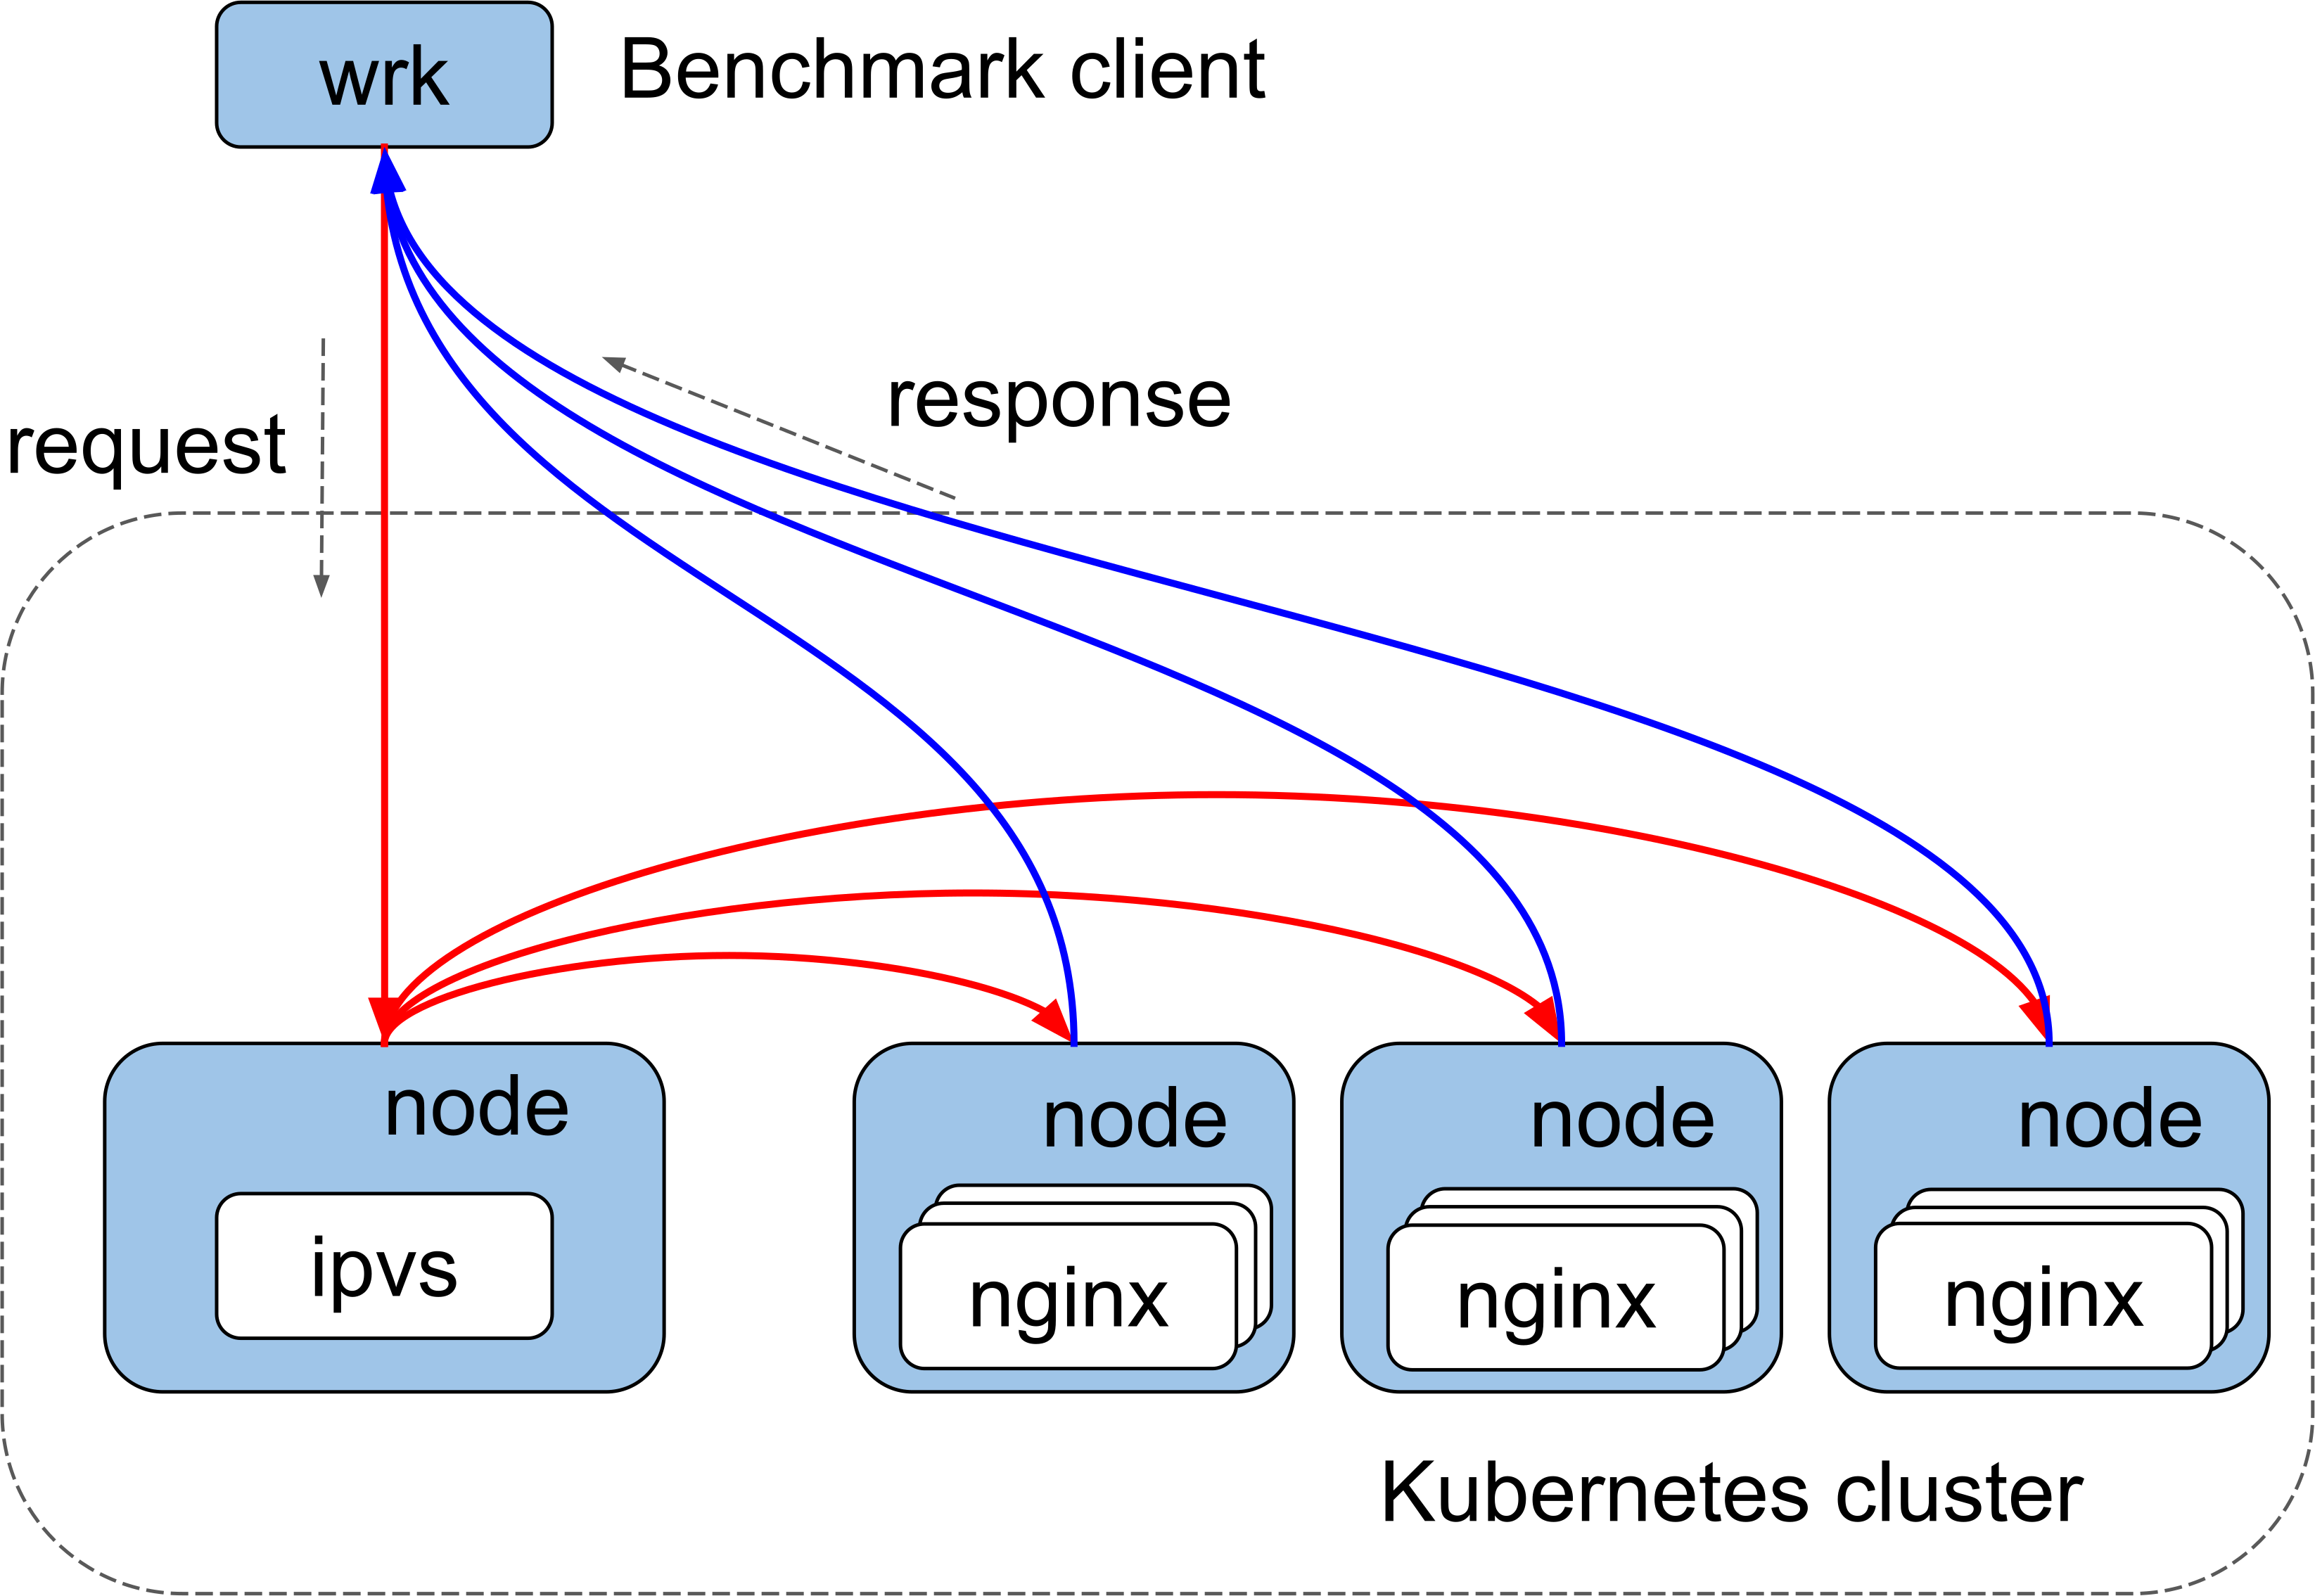 wrk
Benchmark client
response
request
node
node
node
node
ipvs
nginx
nginx
nginx
Kubernetes cluster